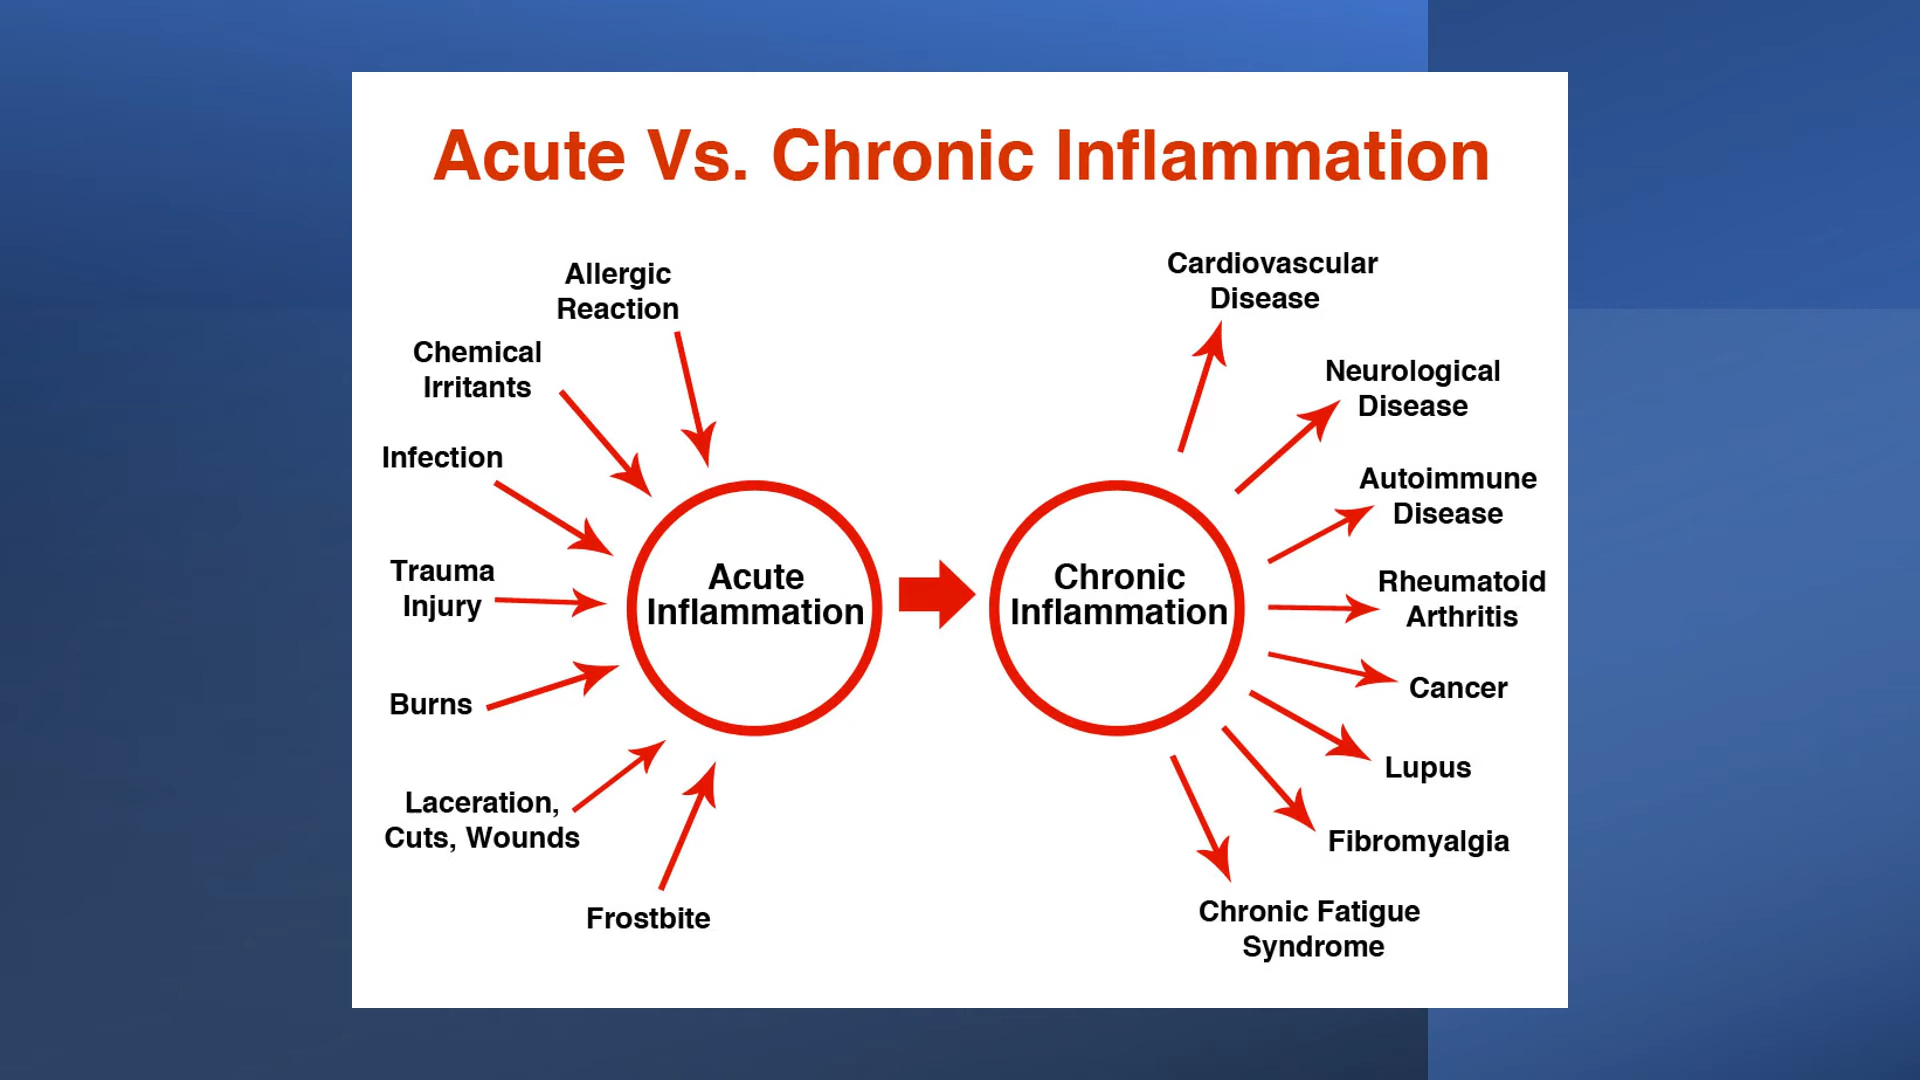 Acute Vs. Chronic Inflammation
Allergic
Reaction
Chemical
Irritants
Infection
Trauma
Injury
Burns
Laceration,
Cuts, Wounds
Frostbite
Acute
Inflammation
Chronic
Inflammation
Cardiovascular
Disease
Neurological
Disease
Autoimmune
Disease
Rheumatoid
Arthritis
Cancer
Lupus
Fibromyalgia
Chronic Fatigue
Syndrome